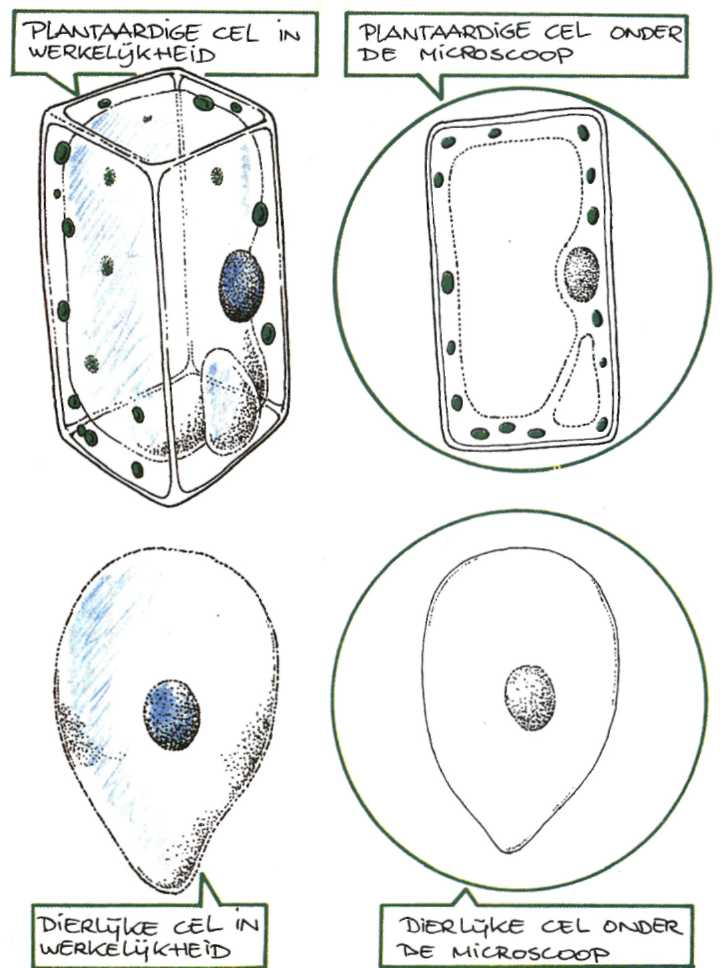 PLANTAARDIGE CEL IN
WERKELIJKHEID
PLANTAARDIGE CEL ONDER
DE MICROSCOOP
DIERLIJKE CEL IN
WERKELIJKHEID
DIERLIJKE CEL ONDER
DE MICROSCOOP